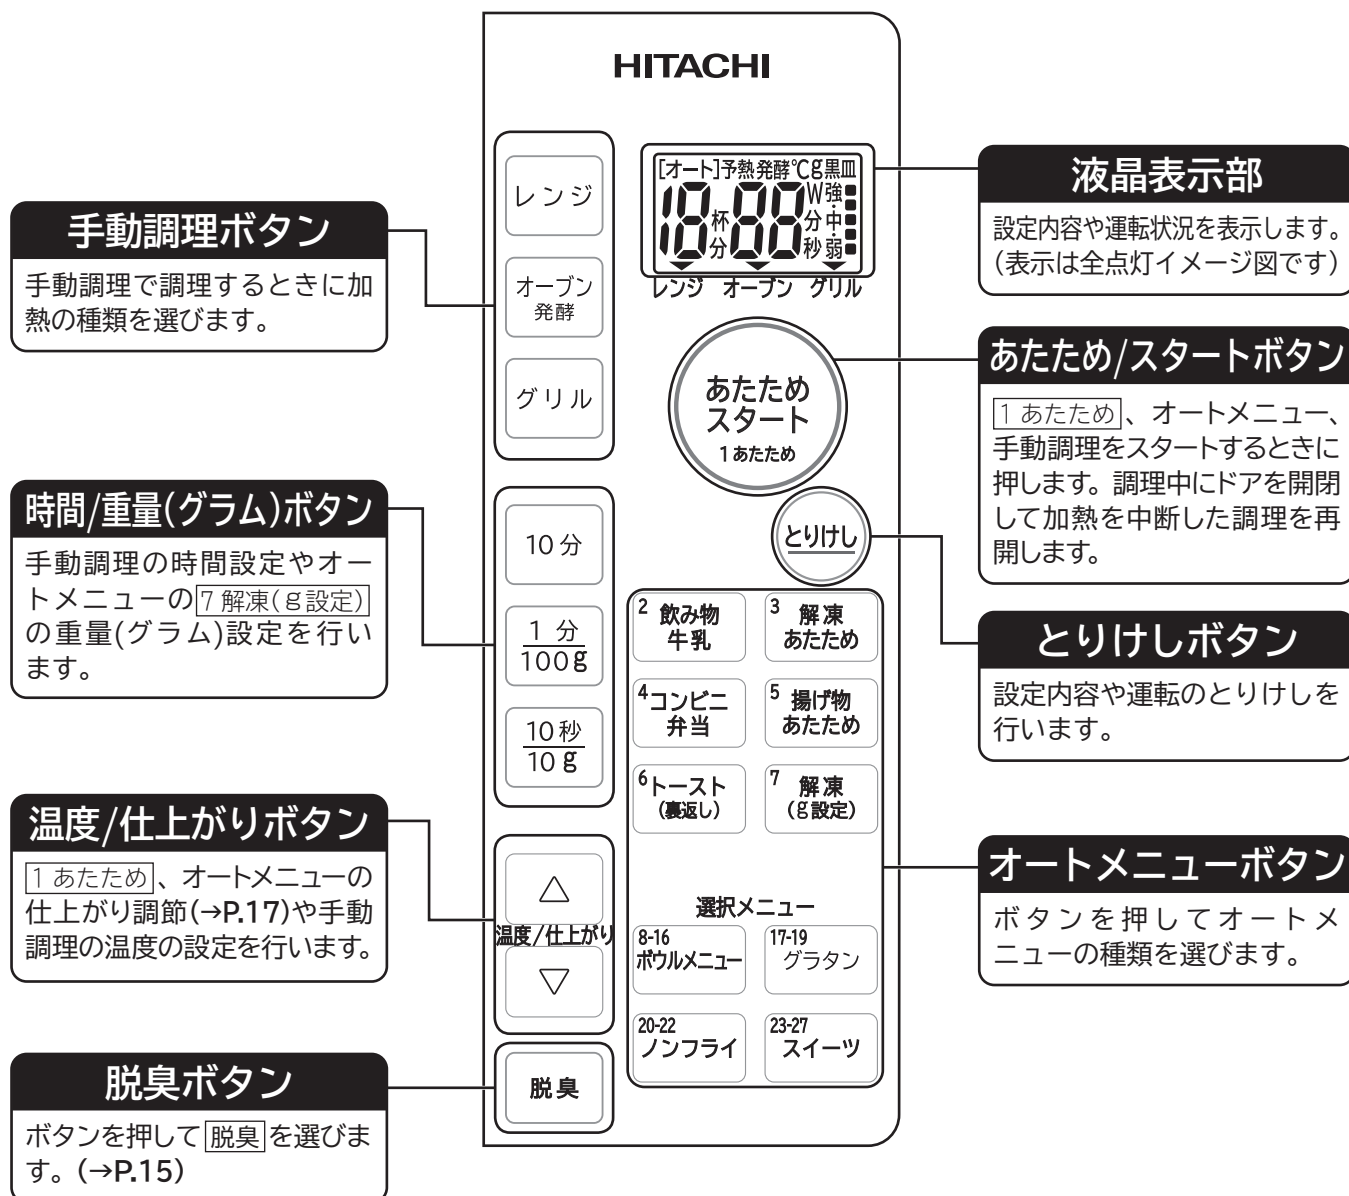 HITACHI
手動調理ボタン
手動調理で調理するときに加
熱の種類を選びます。
時間/重量(グラム)ボタン
手動調理の時間設定やオー
トメニューの7 解凍(g設定)
の重量(グラム)設定を行い
ます。
温度/仕上がりボタン
1 あたため、オートメニューの
仕上がり調節(→P.17)や手動
調理の温度の設定を行います。
脱臭ボタン
ボタンを押して脱臭を選びま
す。(→P.15)
レンジ
オーブン
発酵
グリル
10分
1 分
100g
10秒
10 g
△
温度/仕上がり
▽
脱臭
[オート]予熱発酵℃g黒皿
18杯分88W分秒強・中・弱
レンジ オーブン グリル
あたため
スタート
1あたため
とりけし
2 飲み物
牛乳
3 解凍
あたため
4 コンビニ
弁当
5 揚げ物
あたため
6 トースト
(裏返し)
7 解凍
(g設定)
選択メニュー
8-16
ボウルメニュー
17-19
グラタン
20-22
ノンフライ
23-27
スイーツ
液晶表示部
設定内容や運転状況を表示します。
(表示は全点灯イメージ図です)
あたため/スタートボタン
1 あたため、オートメニュー、
手動調理をスタートするときに
押します。調理中にドアを開閉
して加熱を中断した調理を再
開します。
とりけしボタン
設定内容や運転のとりけしを
行います。
オートメニューボタン
ボタンを押してオートメ
ニューの種類を選びます。